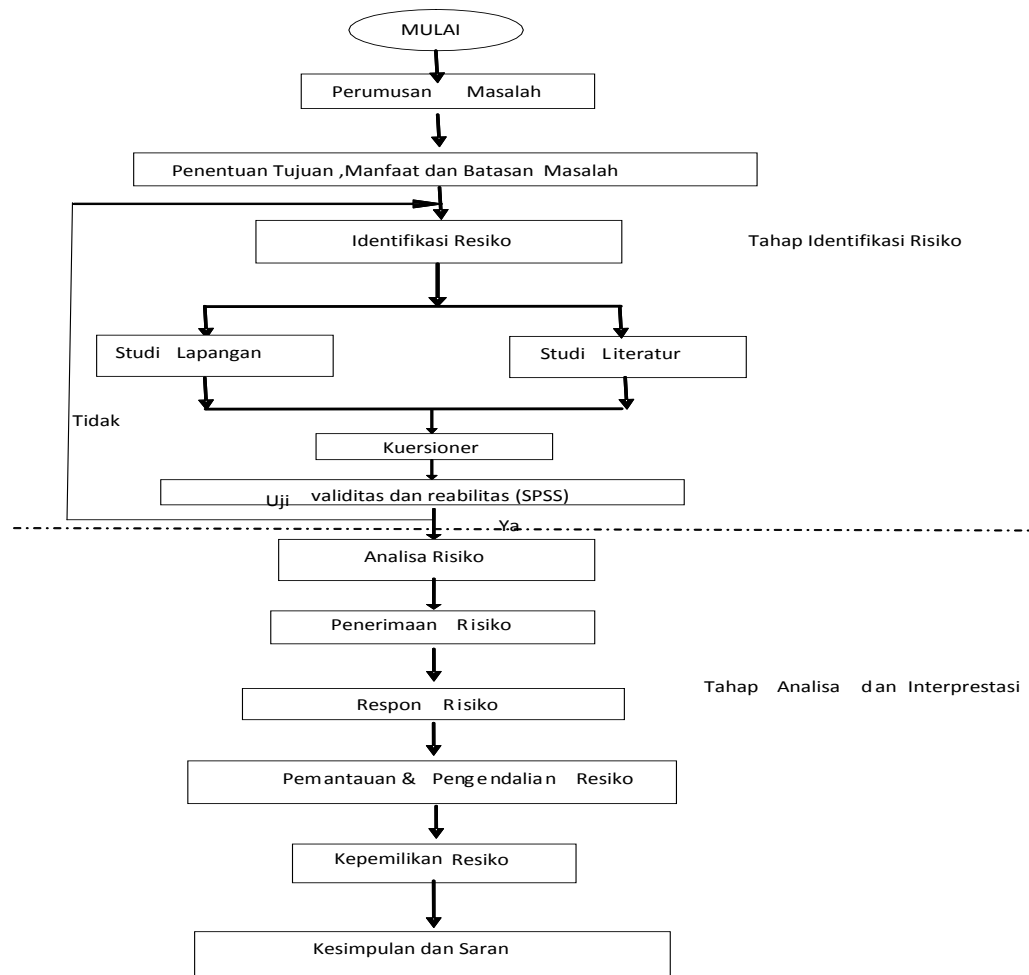 MULAI
Perumusan Masalah
Penentuan Tujuan ,Manfaat dan Batasan Masalah
Identifikasi Resiko
Tahap Identifikasi Risiko
Studi Lapangan
Studi Literatur
Tidak
Kuersioner
Uji validitas dan reabilitas (SPSS)
Ya
Analisa Risiko
Penerimaan Risiko
Tahap Analisa dan Interprestasi
Respon Risiko
Pemantauan & Pengendalian Resiko
Kepemilikan Resiko
Kesimpulan dan Saran